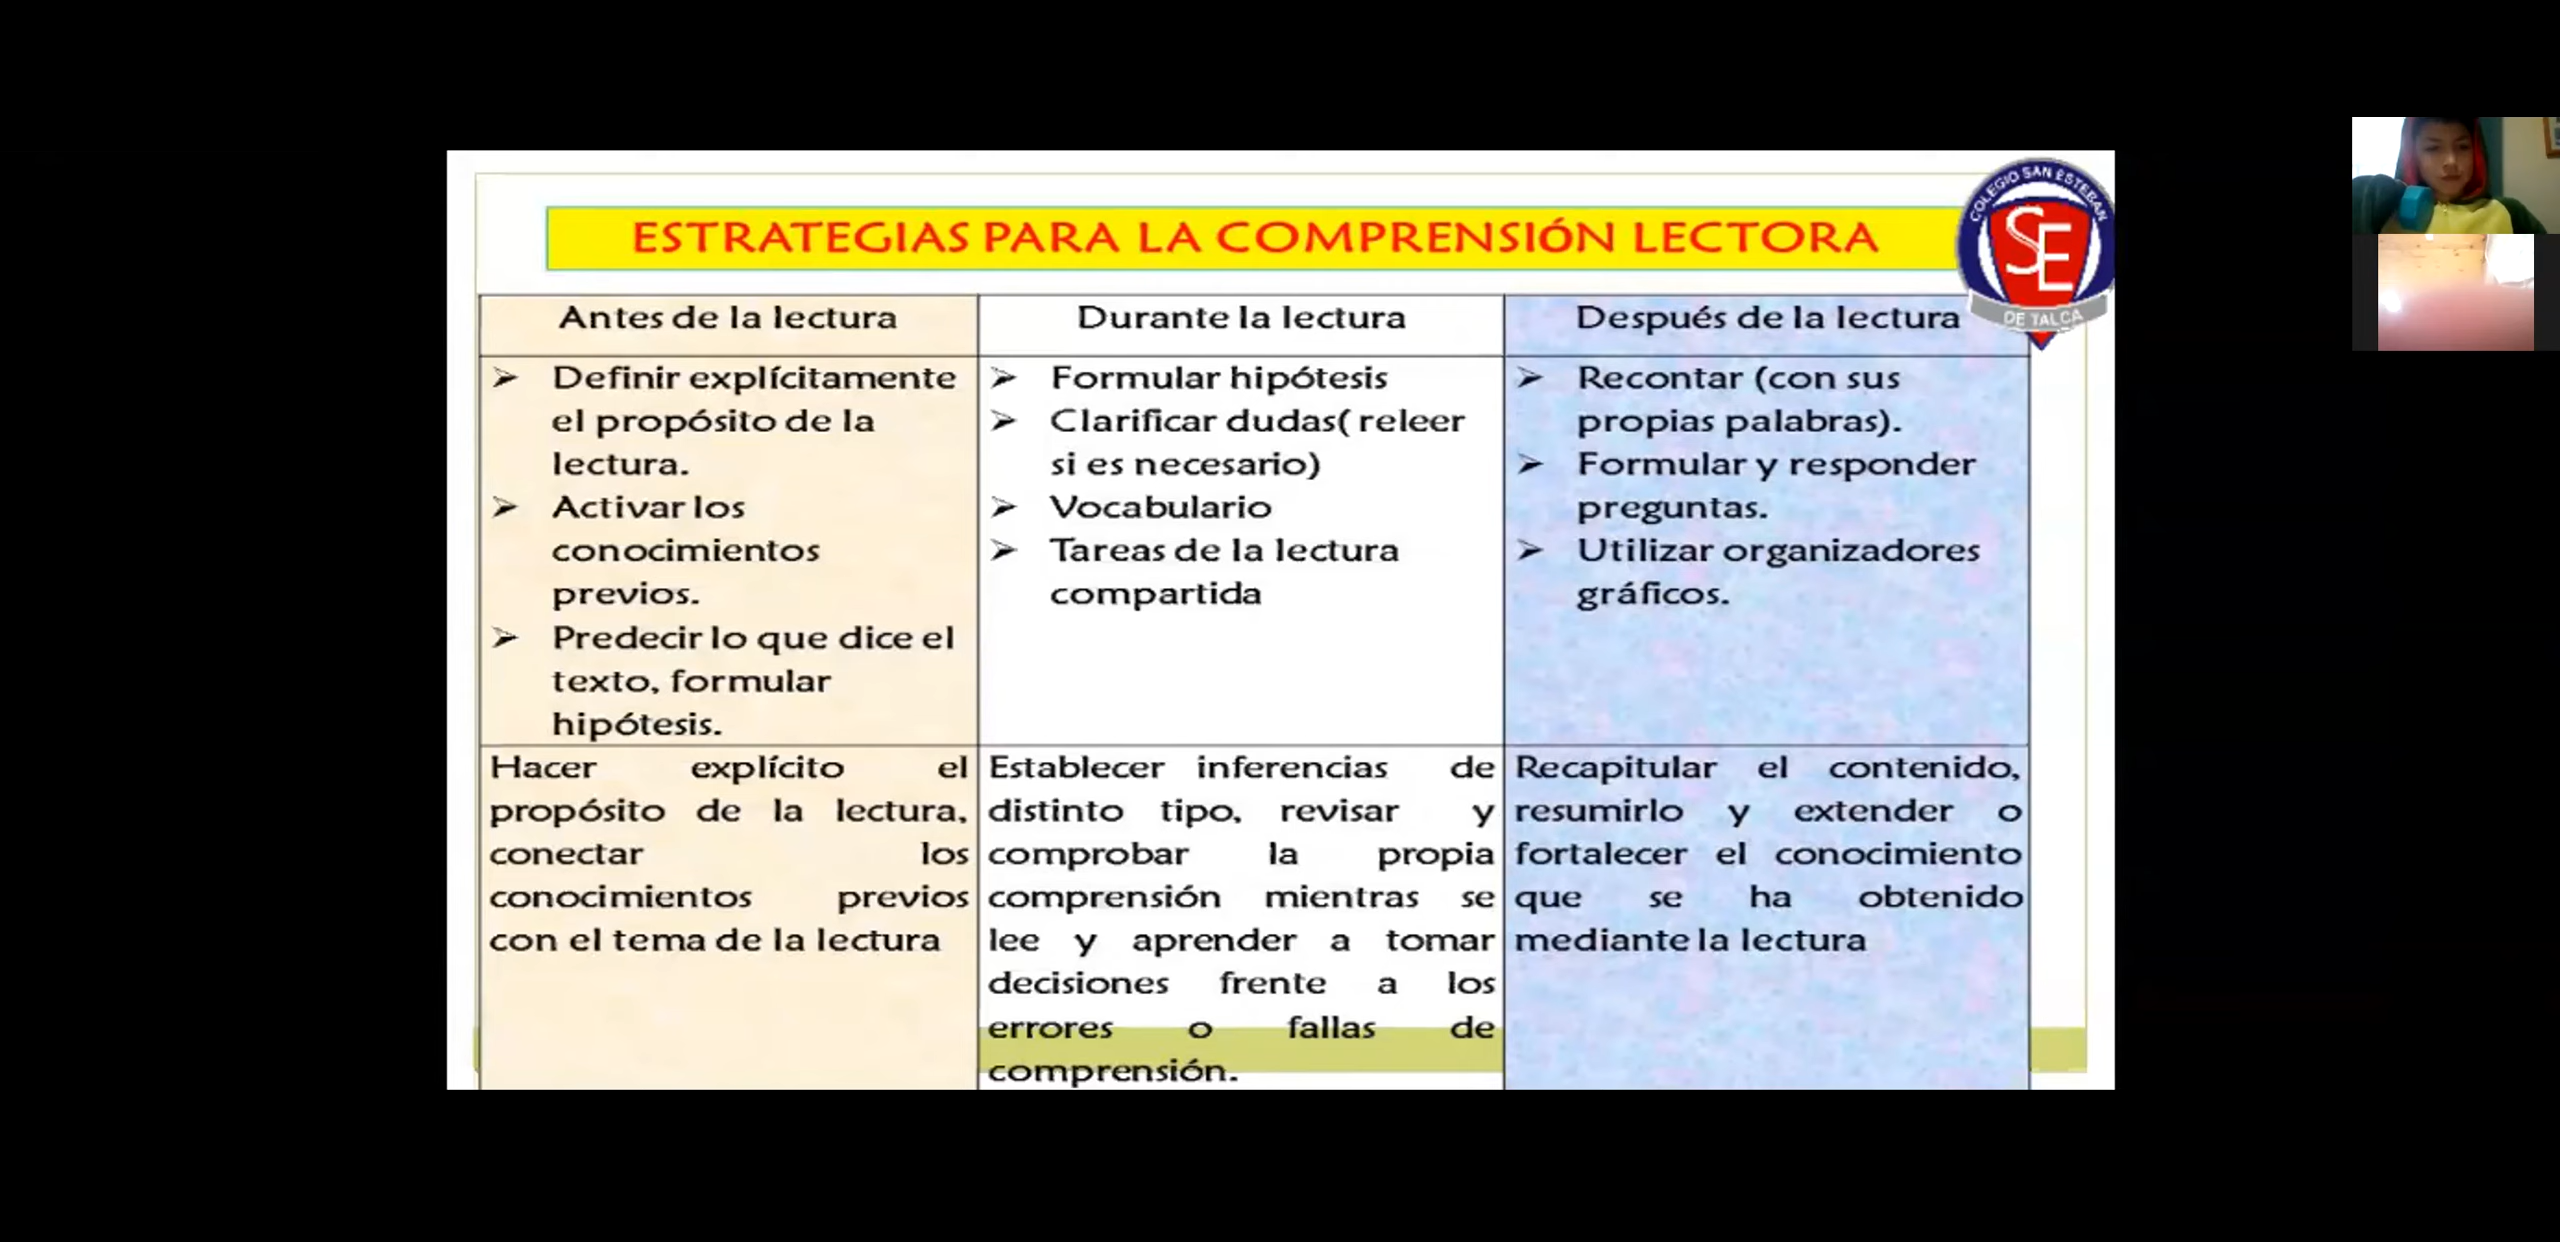 ESTRATEGIAS PARA LA COMPRENSIÓN LECTORA
COLEGIO SAN ESTEBAN
SE
DE TALCA
Antes de la lectura
➢ Definir explícitamente
el propósito de la
lectura.
➢ Activar los
conocimientos
previos.
➢ Predecir lo que dice el
texto, formular
hipótesis.
Hacer explícito el
propósito de la lectura,
conectar los
conocimientos previos
con el tema de la lectura
Durante la lectura
➢ Formular hipótesis
➢ Clarificar dudas( releer
si es necesario)
➢ Vocabulario
➢ Tareas de la lectura
compartida
Establecer inferencias de
distinto tipo, revisar y
comprobar la propia
comprensión mientras se
lee y aprender a tomar
decisiones frente a los
errores o fallas de
comprensión.
Después de la lectura
➢ Recontar (con sus
propias palabras).
➢ Formular y responder
preguntas.
➢ Utilizar organizadores
gráficos.
Recapitular el contenido,
resumirlo y extender o
fortalecer el conocimiento
que se ha obtenido
mediante la lectura